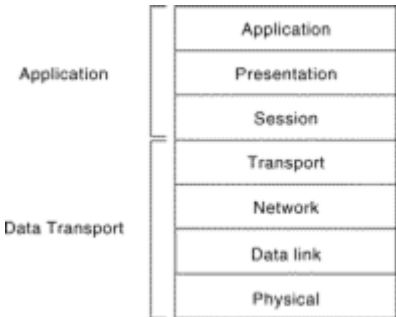 Application
Presentation
Application
Session
Transport
Network
Data Transport
Data link
Physical